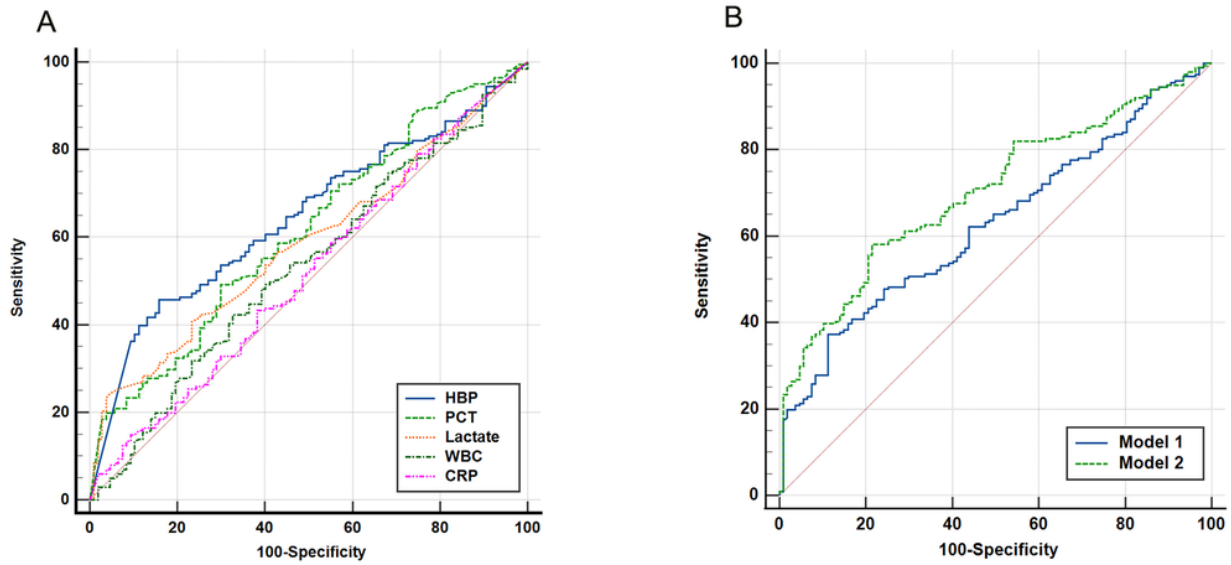 A
100
80
60
40
20
0
Sensitivity
0 20 40 60 80 100
100-Specificity
HBP
PCT
Lactate
WBC
CRP
B
100
80
60
40
20
0
Sensitivity
0 20 40 60 80 100
100-Specificity
Model 1
Model 2